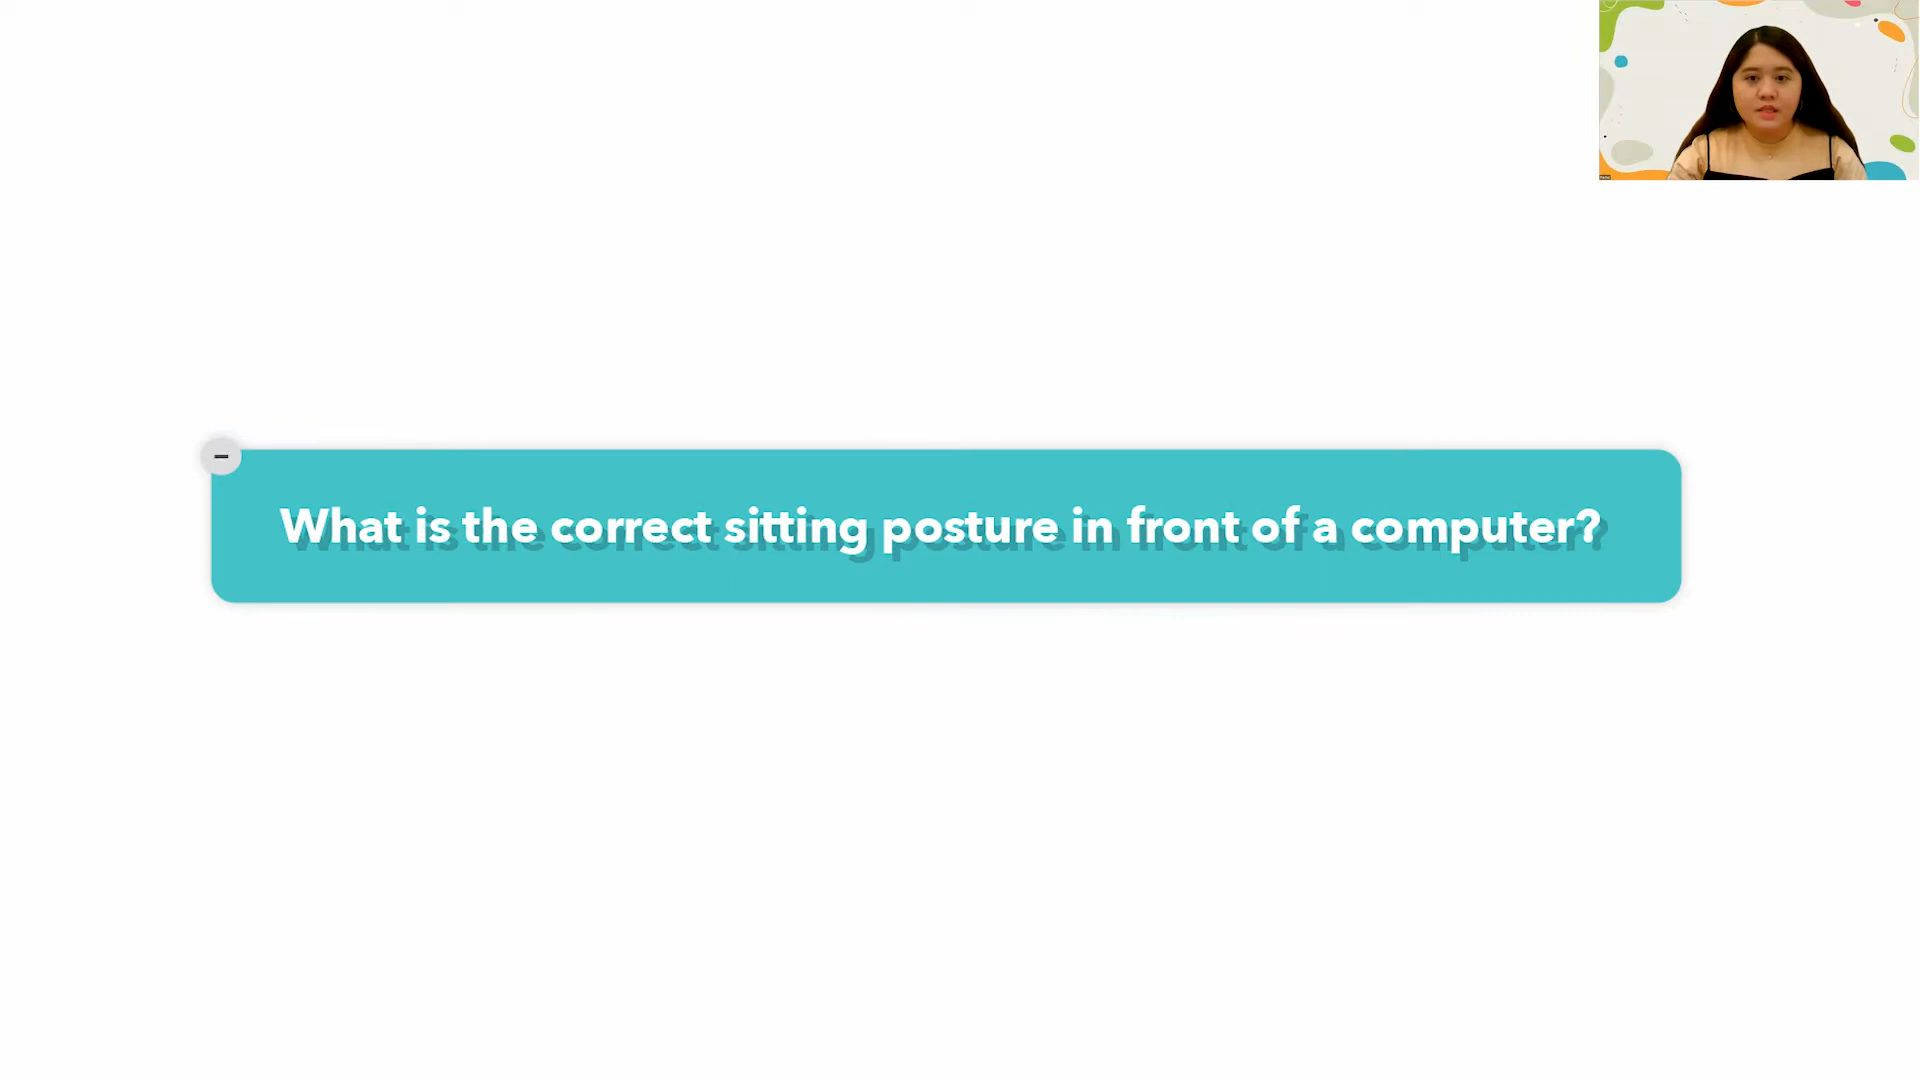 What is the correct sitting posture in front of a computer?